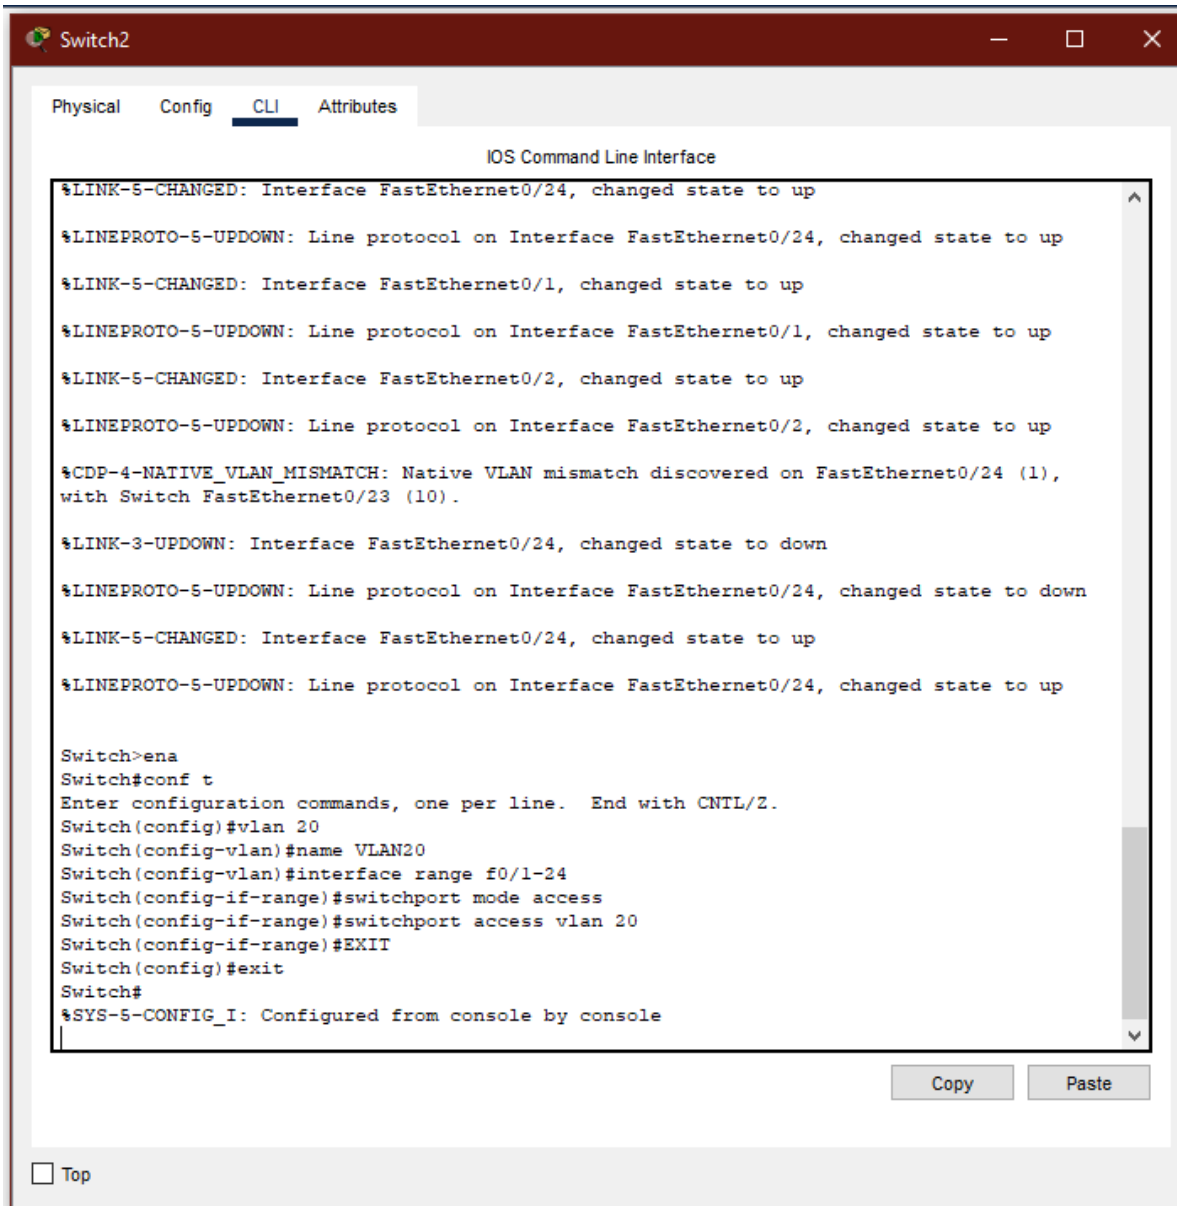 Switch2
Physical Config CLI Attributes
IOS Command Line Interface
%LINK-5-CHANGED: Interface FastEthernet0/24, changed state to up
%LINEPROTO-5-UPDOWN: Line protocol on Interface FastEthernet0/24, changed state to up
%LINK-5-CHANGED: Interface FastEthernet0/1, changed state to up
%LINEPROTO-5-UPDOWN: Line protocol on Interface FastEthernet0/1, changed state to up
%LINK-5-CHANGED: Interface FastEthernet0/2, changed state to up
%LINEPROTO-5-UPDOWN: Line protocol on Interface FastEthernet0/2, changed state to up
%CDP-4-NATIVE_VLAN_MISMATCH: Native VLAN mismatch discovered on FastEthernet0/24 (1),
with Switch FastEthernet0/23 (10).
%LINK-3-UPDOWN: Interface FastEthernet0/24, changed state to down
%LINEPROTO-5-UPDOWN: Line protocol on Interface FastEthernet0/24, changed state to down
%LINK-5-CHANGED: Interface FastEthernet0/24, changed state to up
%LINEPROTO-5-UPDOWN: Line protocol on Interface FastEthernet0/24, changed state to up
Switch>ena
Switch#conf t
Enter configuration commands, one per line.  End with CNTL/Z.
Switch(config)#vlan 20
Switch(config-vlan)#name VLAN20
Switch(config-vlan)#interface range f0/1-24
Switch(config-if-range)#switchport mode access
Switch(config-if-range)#switchport access vlan 20
Switch(config-if-range)#EXIT
Switch(config)#exit
Switch#
%SYS-5-CONFIG_I: Configured from console by console
Copy Paste
Top